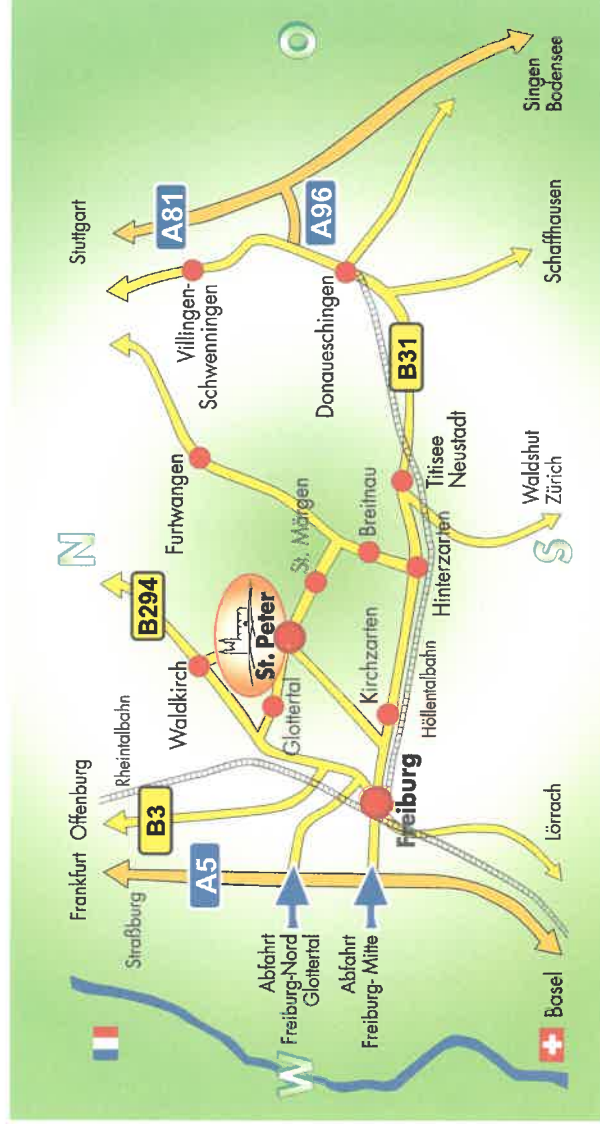 N
O
S
W
Frankfurt
Offenburg
Straßburg
Rheintalbahn
Stuttgart
B3
A5
B294
A81
A96
B31
Waldkirch
Furtwangen
Villingen-
Schwenningen
St. Peter
St. Märgen
Glottertal
Breitnau
Donaueschingen
Kirchzarten
Titisee
Neustadt
Hinterzarten
Höllentalbahn
Freiburg
Abfahrt
Freiburg-Nord
Glottertal
Abfahrt
Freiburg-Mitte
Basel
Lörrach
Waldshut
Zürich
Schaffhausen
Singen
Bodensee